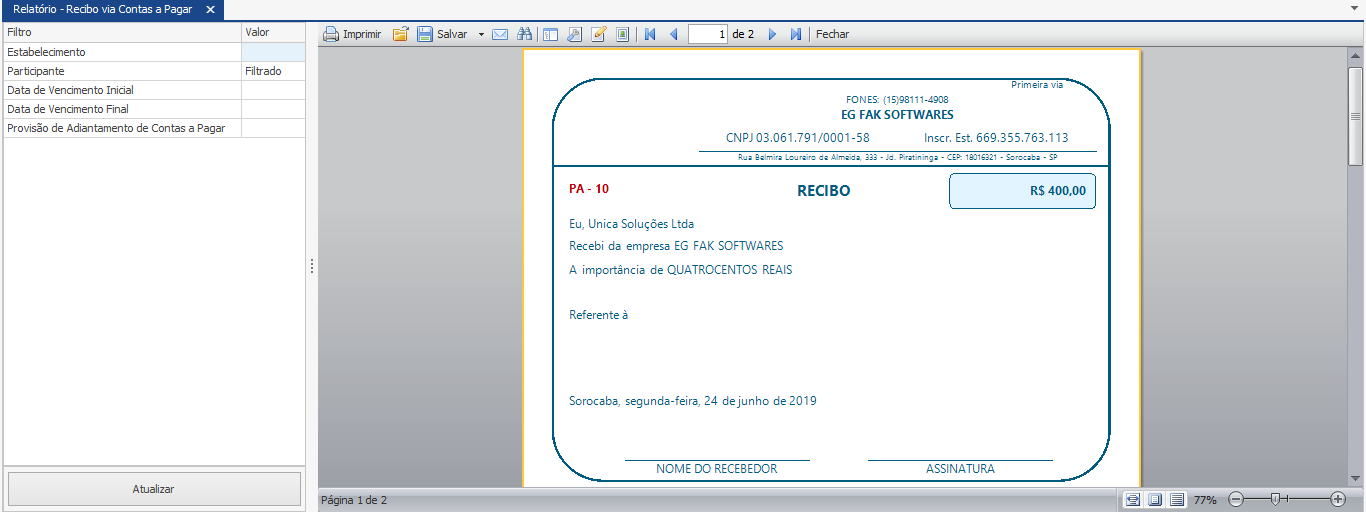 Relatório - Recibo via Contas a Pagar
Filtro Valor
Estabelecimento
Participante Filtrado
Data de Vencimento Inicial
Data de Vencimento Final
Provisão de Adiantamento de Contas a Pagar
Atualizar
Imprimir Salvar 1 de 2 Fechar
Primeira via
FONES: (15)98111-4908
EG FAK SOFTWARES
CNPJ 03.061.791/0001-58 Inscr. Est. 669.355.763.113
Rua Belmira Loureiro de Almeida, 333 - Jd. Piratininga - CEP: 18016321 - Sorocaba - SP
PA - 10 RECIBO R$ 400,00
Eu, Unica Soluções Ltda
Recebi da empresa EG FAK SOFTWARES
A importância de QUATROCENTOS REAIS
Referente à
Sorocaba, segunda-feira, 24 de junho de 2019
NOME DO RECEBEDOR ASSINATURA
Página 1 de 2 77%